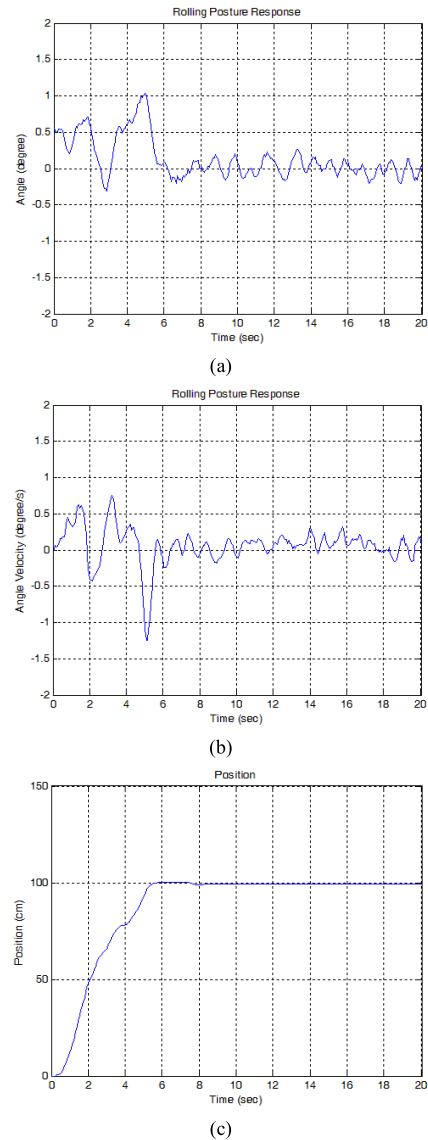 Rolling Posture Response
2
1.5
1
0.5
0
-0.5
-1
-1.5
-2
Angle (degree)
0 2 4 6 8 10 12 14 16 18 20
Time (sec)
(a)
Rolling Posture Response
2
1.5
1
0.5
0
-0.5
-1
-1.5
-2
Angle Velocity (degree/s)
0 2 4 6 8 10 12 14 16 18 20
Time (sec)
(b)
Position
150
100
50
0
Position (cm)
0 2 4 6 8 10 12 14 16 18 20
Time (sec)
(c)